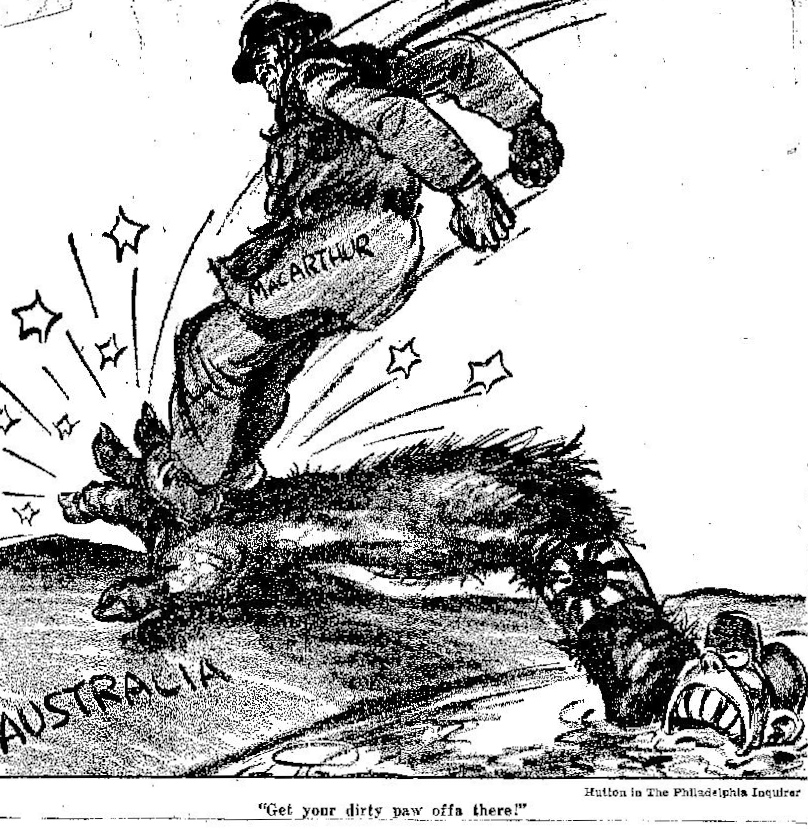 MACARTHUR
AUSTRALIA
Hutton in The Philadelphia Inquirer
"Get your dirty paw offa there!"